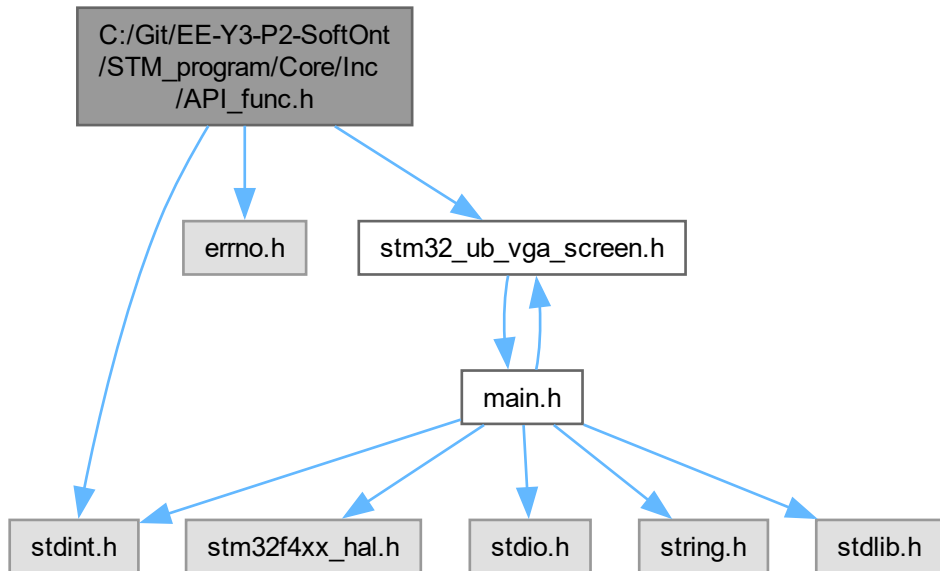 C:/Git/EE-Y3-P2-SoftOnt
/STM_program/Core/Inc
/API_func.h
errno.h
stm32_ub_vga_screen.h
main.h
stdint.h
stm32f4xx_hal.h
stdio.h
string.h
stdlib.h